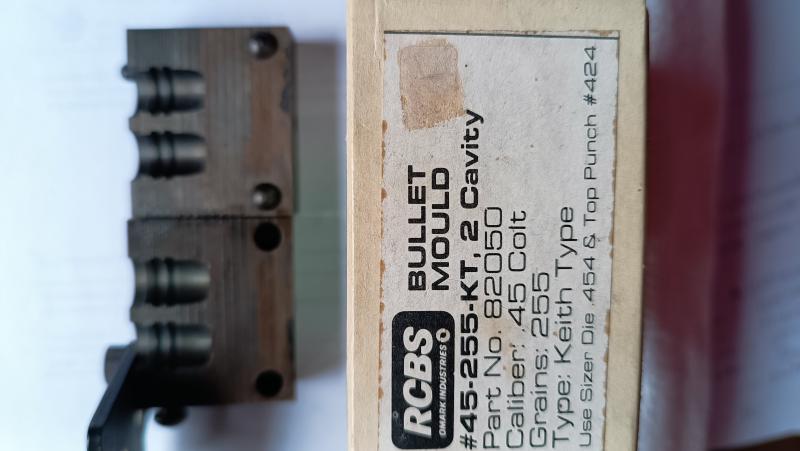 RCBS
OMARK INDUSTRIES
BULLET
MOULD
#45-255-KT, 2 Cavity
Part No. 82050
Caliber: .45 Colt
Grains: 255
Type: Keith Type
Use Sizer Die .454 & Top Punch #424